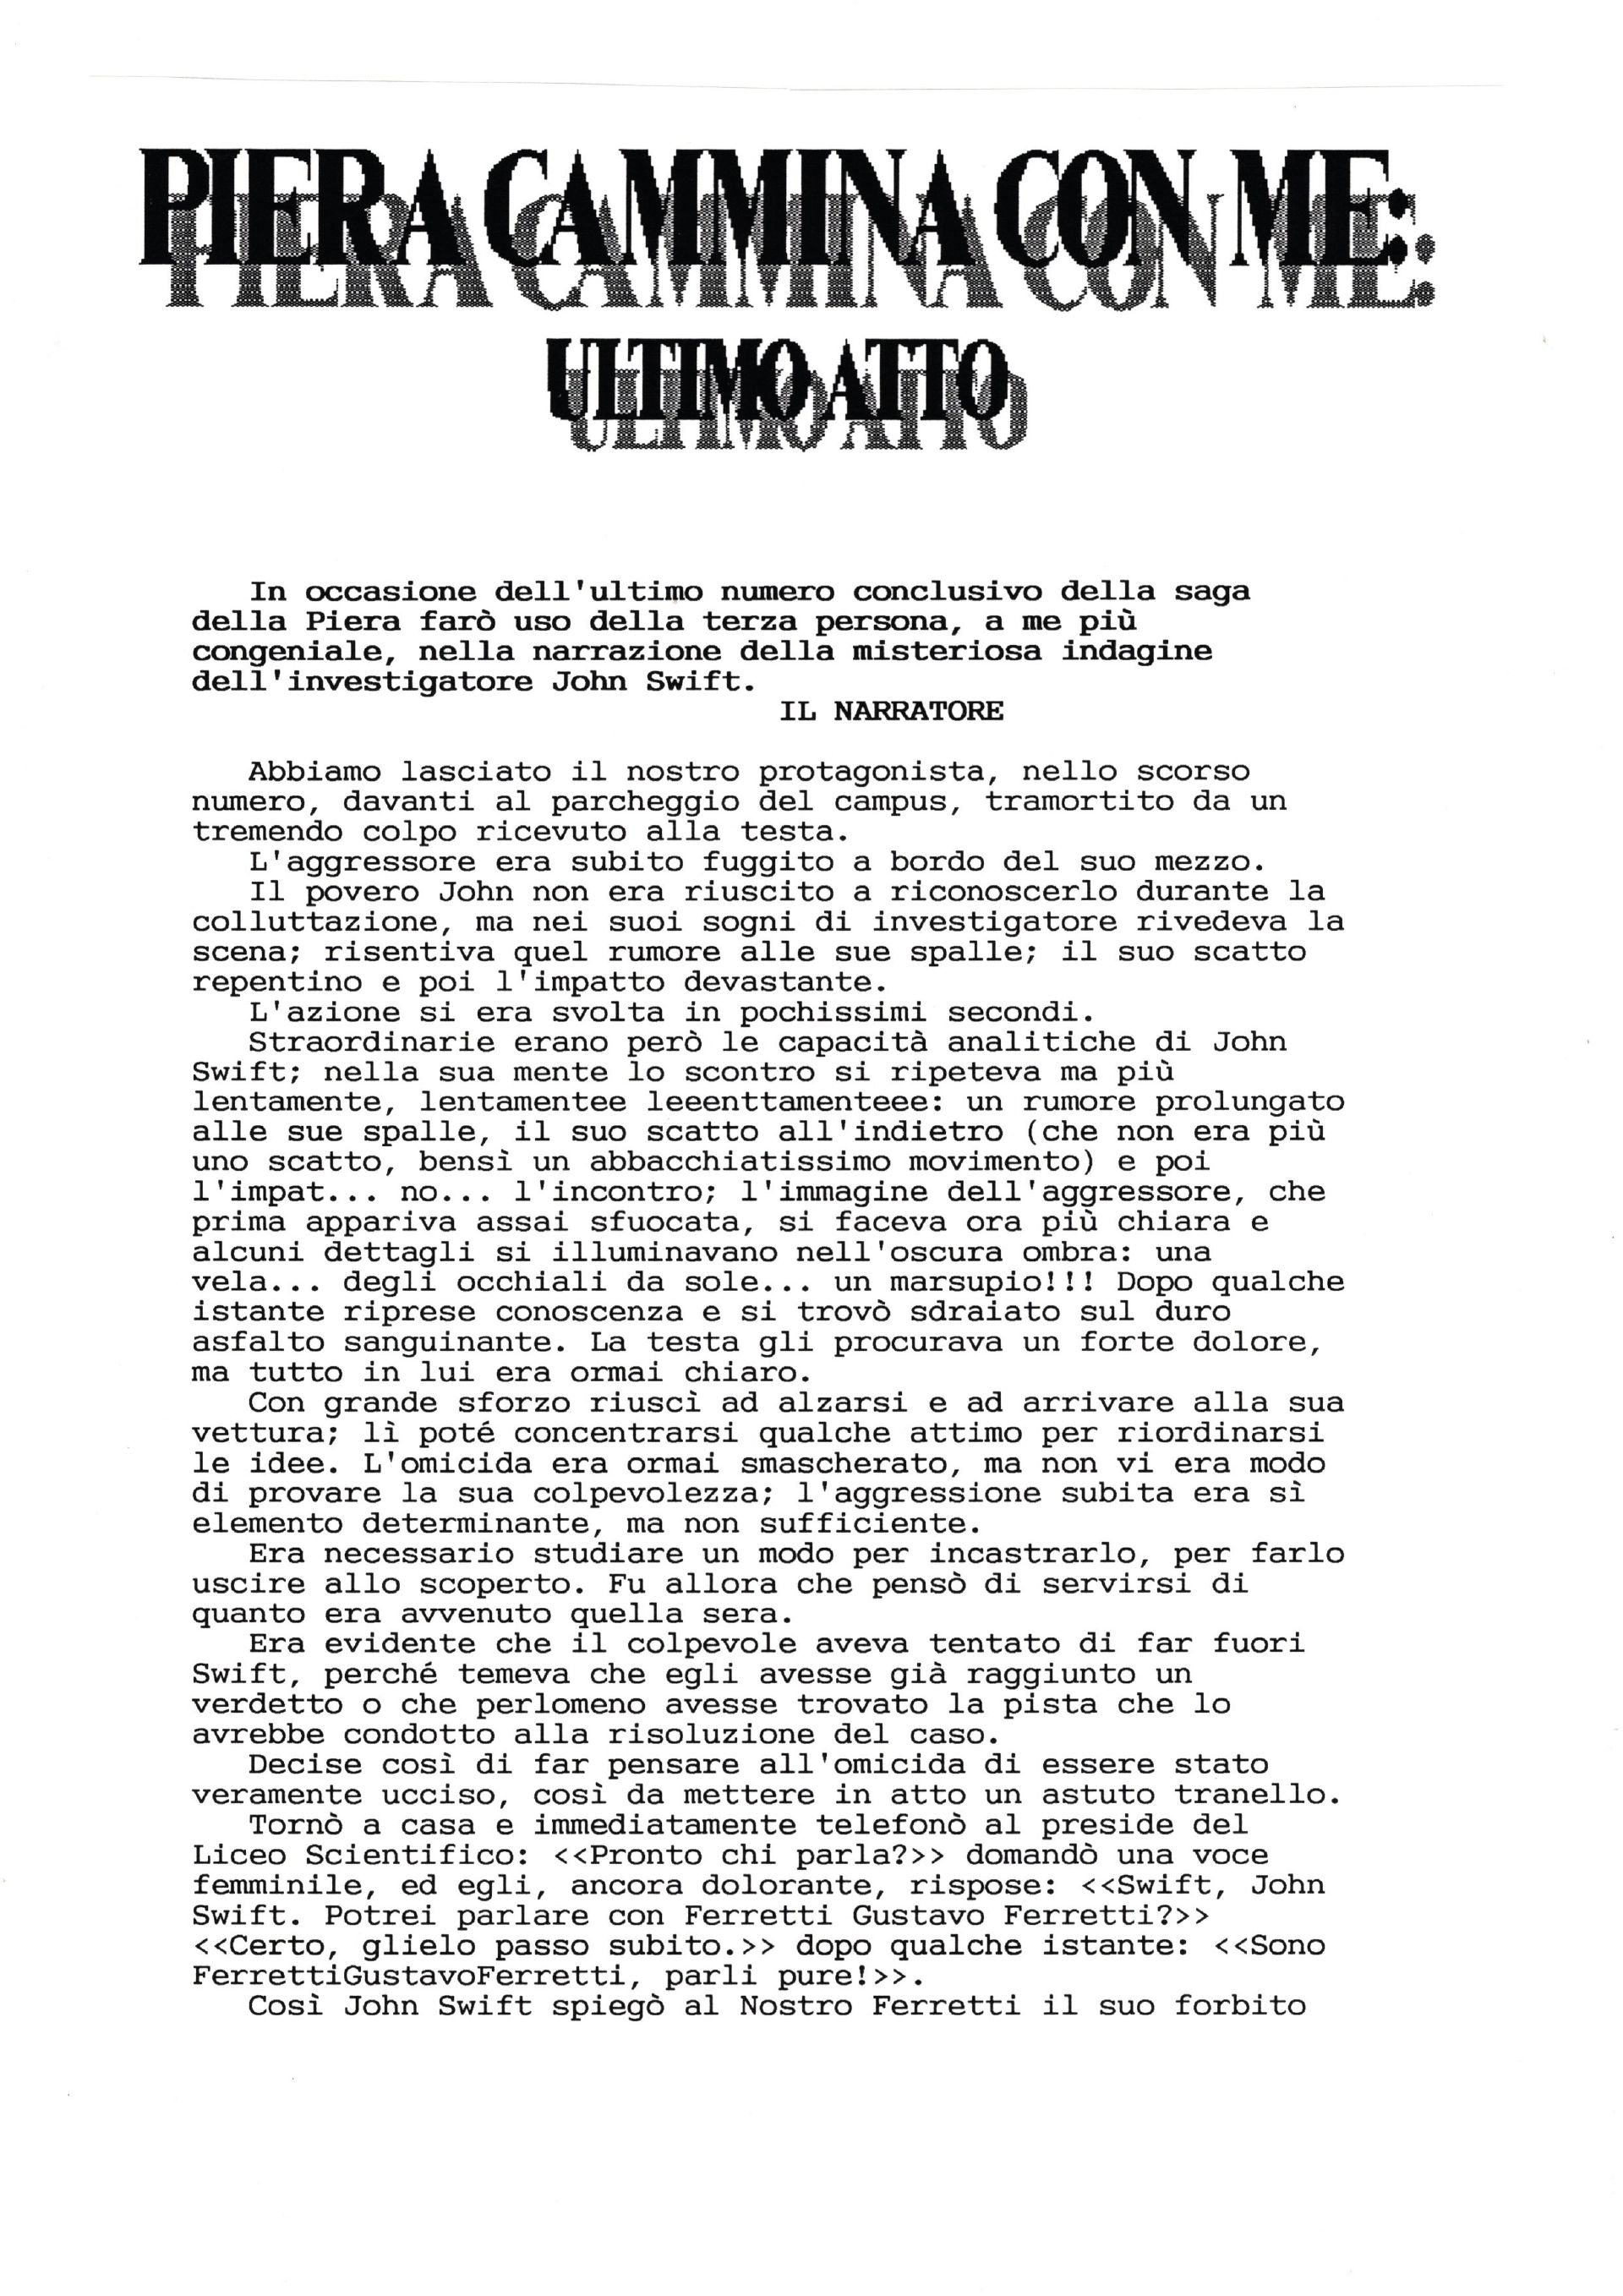 PIERA CAMMINA CON ME:
ULTIMO ATTO
In occasione dell'ultimo numero conclusivo della saga
della Piera farò uso della terza persona, a me più
congeniale, nella narrazione della misteriosa indagine
dell'investigatore John Swift.
IL NARRATORE
Abbiamo lasciato il nostro protagonista, nello scorso
numero, davanti al parcheggio del campus, tramortito da un
tremendo colpo ricevuto alla testa.
L'aggressore era subito fuggito a bordo del suo mezzo.
Il povero John non era riuscito a riconoscerlo durante la
colluttazione, ma nei suoi sogni di investigatore rivedeva la
scena; risentiva quel rumore alle sue spalle; il suo scatto
repentino e poi l'impatto devastante.
L'azione si era svolta in pochissimi secondi.
Straordinarie erano però le capacità analitiche di John
Swift; nella sua mente lo scontro si ripeteva ma più
lentamente, lentamentee leeenttamenteee: un rumore prolungato
alle sue spalle, il suo scatto all'indietro (che non era più
uno scatto, bensì un abbacchiatissimo movimento) e poi
l'impat... no... l'incontro; l'immagine dell'aggressore, che
prima appariva assai sfuocata, si faceva ora più chiara e
alcuni dettagli si illuminavano nell'oscura ombra: una
vela... degli occhiali da sole... un marsupio!!! Dopo qualche
istante riprese conoscenza e si trovò sdraiato sul duro
asfalto sanguinante. La testa gli procurava un forte dolore,
ma tutto in lui era ormai chiaro.
Con grande sforzo riuscì ad alzarsi e ad arrivare alla sua
vettura; lì poté concentrarsi qualche attimo per riordinarsi
le idee. L'omicida era ormai smascherato, ma non vi era modo
di provare la sua colpevolezza; l'aggressione subita era sì
elemento determinante, ma non sufficiente.
Era necessario studiare un modo per incastrarlo, per farlo
uscire allo scoperto. Fu allora che pensò di servirsi di
quanto era avvenuto quella sera.
Era evidente che il colpevole aveva tentato di far fuori
Swift, perché temeva che egli avesse già raggiunto un
verdetto o che perlomeno avesse trovato la pista che lo
avrebbe condotto alla risoluzione del caso.
Decise così di far pensare all'omicida di essere stato
veramente ucciso, così da mettere in atto un astuto tranello.
Tornò a casa e immediatamente telefonò al preside del
Liceo Scientifico: <<Pronto chi parla?>> domandò una voce
femminile, ed egli, ancora dolorante, rispose: <<Swift, John
Swift. Potrei parlare con Ferretti Gustavo Ferretti?>>
<<Certo, glielo passo subito.>> dopo qualche istante: <<Sono
FerrettiGustavoFerretti, parli pure!>>.
Così John Swift spiegò al Nostro Ferretti il suo forbito